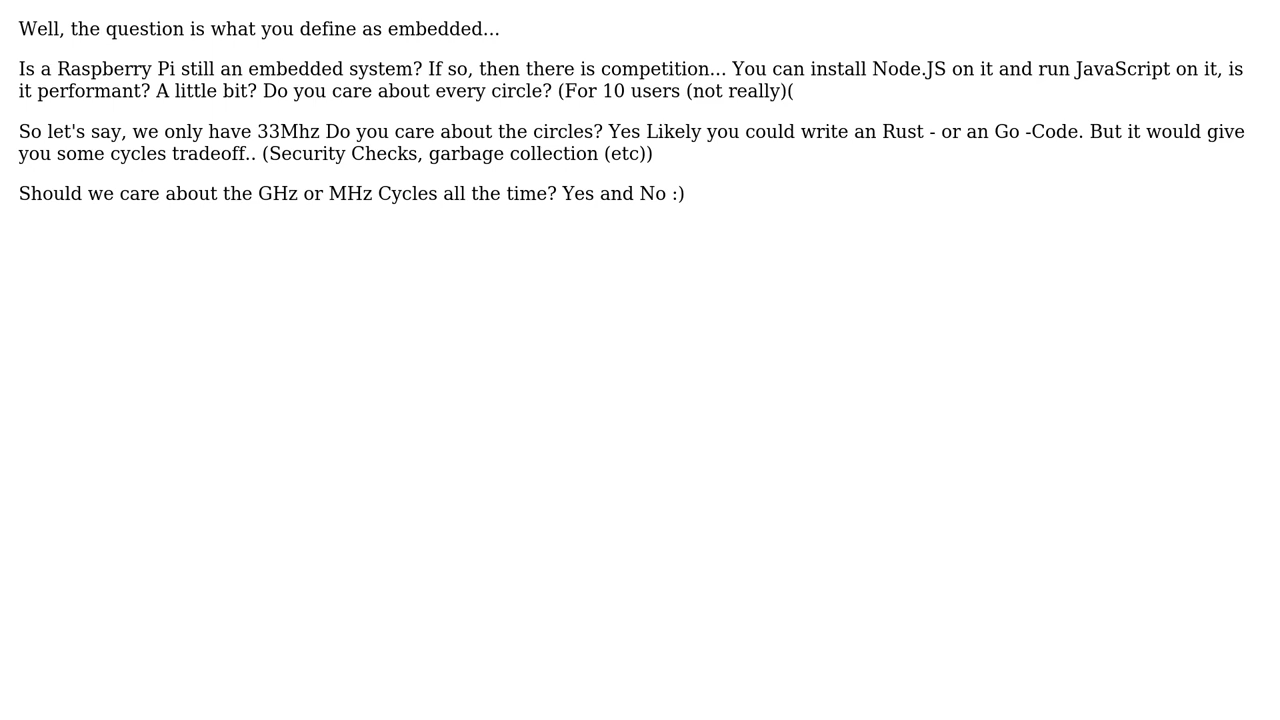 Well, the question is what you define as embedded...
Is a Raspberry Pi still an embedded system? If so, then there is competition... You can install Node.JS on it and run JavaScript on it, is
it performant? A little bit? Do you care about every circle? (For 10 users (not really)(
So let's say, we only have 33Mhz Do you care about the circles? Yes Likely you could write an Rust - or an Go -Code. But it would give
you some cycles tradeoff.. (Security Checks, garbage collection (etc))
Should we care about the GHz or MHz Cycles all the time? Yes and No :)